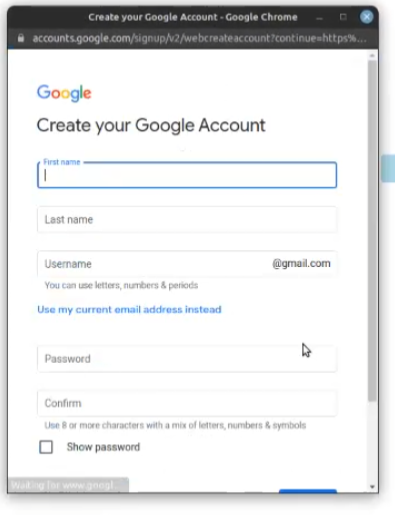 Create your Google Account - Google Chrome
accounts.google.com/signup/v2/webcreateaccount?continue=https%...
Google
Create your Google Account
First name
Last name
Username @gmail.com
You can use letters, numbers & periods
Use my current email address instead
Password
Confirm
Use 8 or more characters with a mix of letters, numbers & symbols
Show password
Waiting for www.googl...